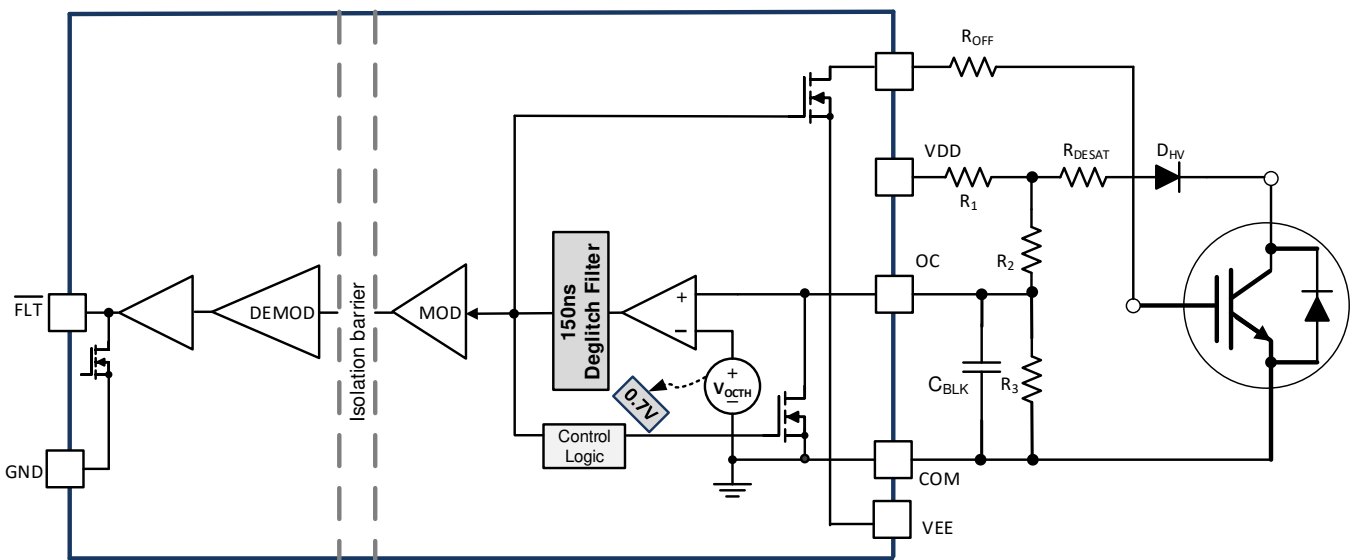 R_OFF
VDD
R_DESAT
D_HV
R_1
OC
R_2
FLT
DEMOD
Isolation barrier
MOD
150ns
Deglitch Filter
+
−
+
V_OCTH
−
0.7V
C_BLK
R_3
Control
Logic
GND
COM
VEE